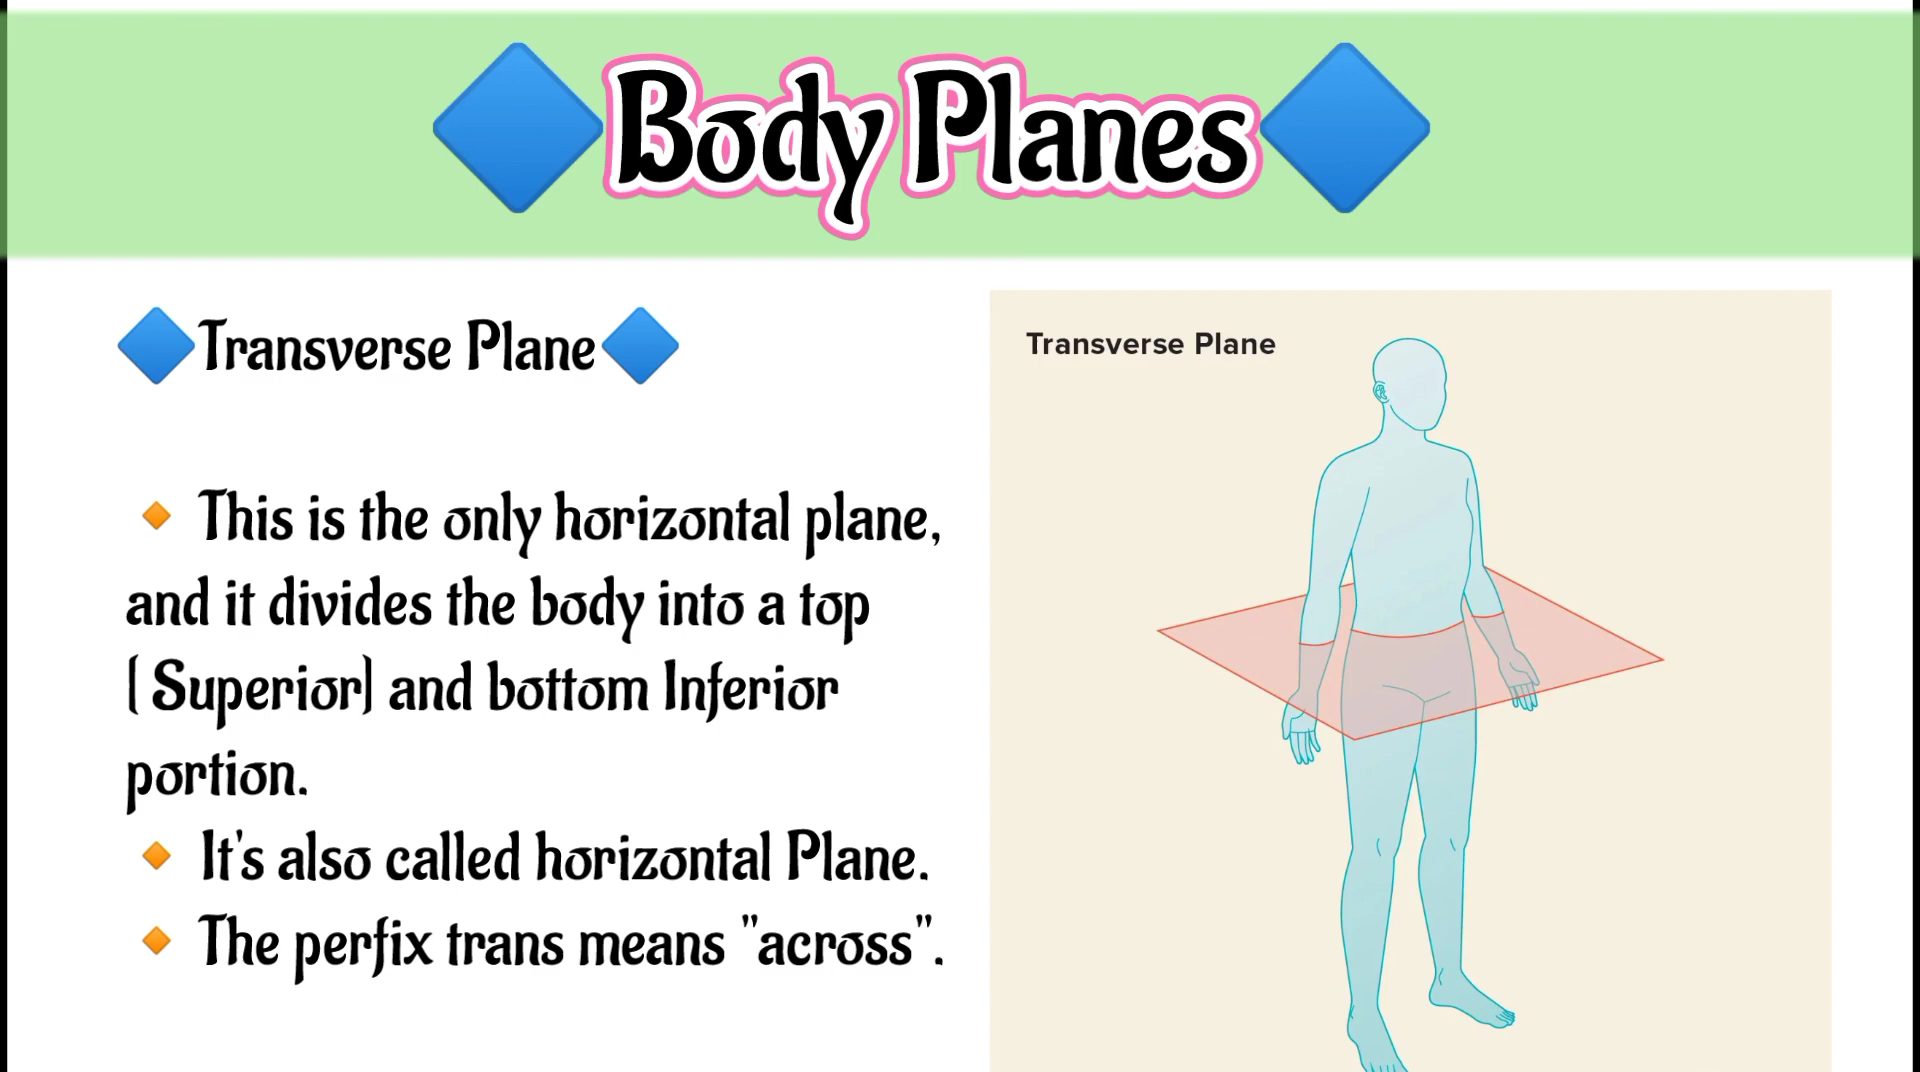 Body Planes
Transverse Plane
This is the only horizontal plane,
and it divides the body into a top
( Superior) and bottom Inferior
portion.
It's also called horizontal Plane.
The perfix trans means "across".
Transverse Plane